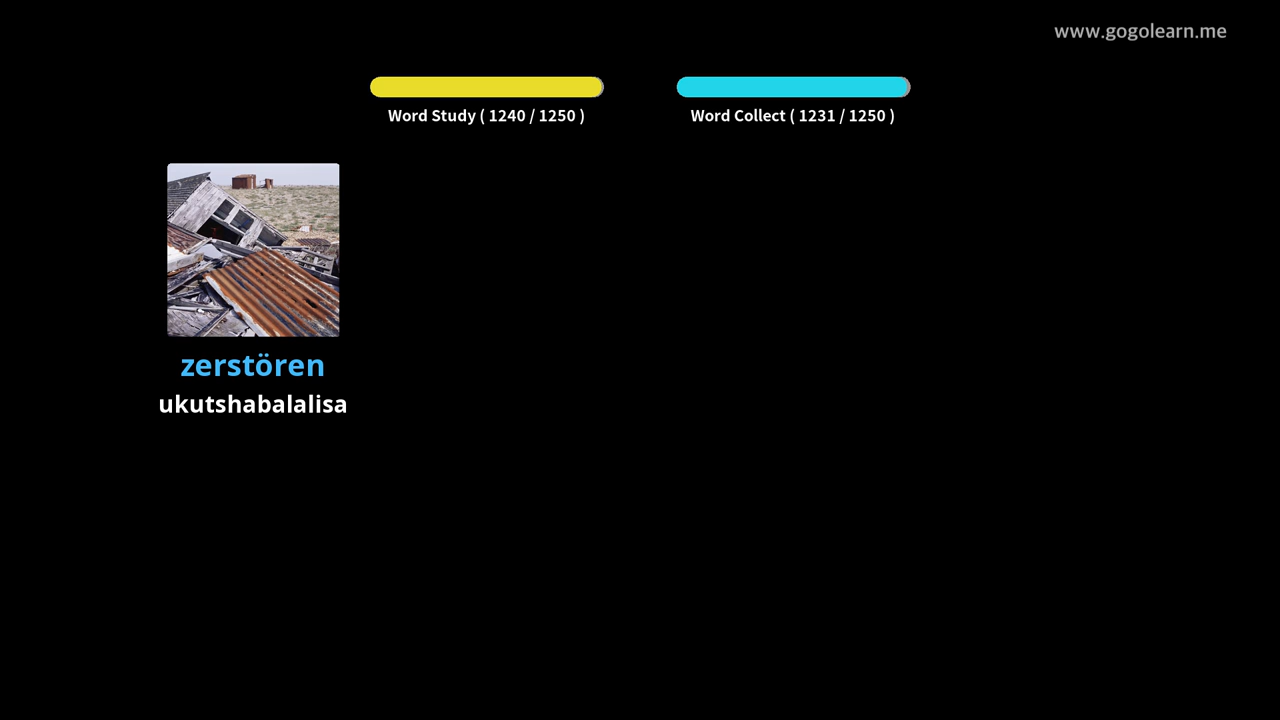 www.gogolearn.me
Word Study ( 1240 / 1250 )
Word Collect ( 1231 / 1250 )
zerstören
ukutshabalalisa